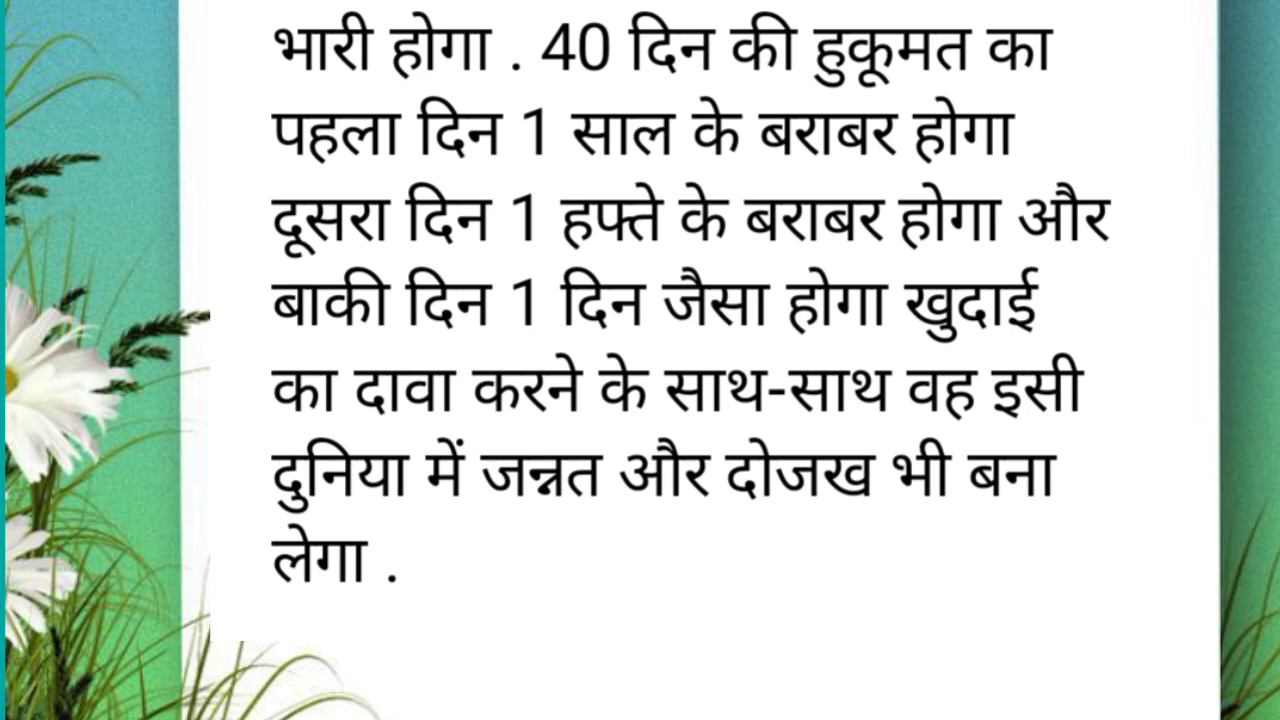 भारी होगा . 40 दिन की हुकूमत का
पहला दिन 1 साल के बराबर होगा
दूसरा दिन 1 हफ्ते के बराबर होगा और
बाकी दिन 1 दिन जैसा होगा खुदाई
का दावा करने के साथ-साथ वह इसी
दुनिया में जन्नत और दोजख भी बना
लेगा .